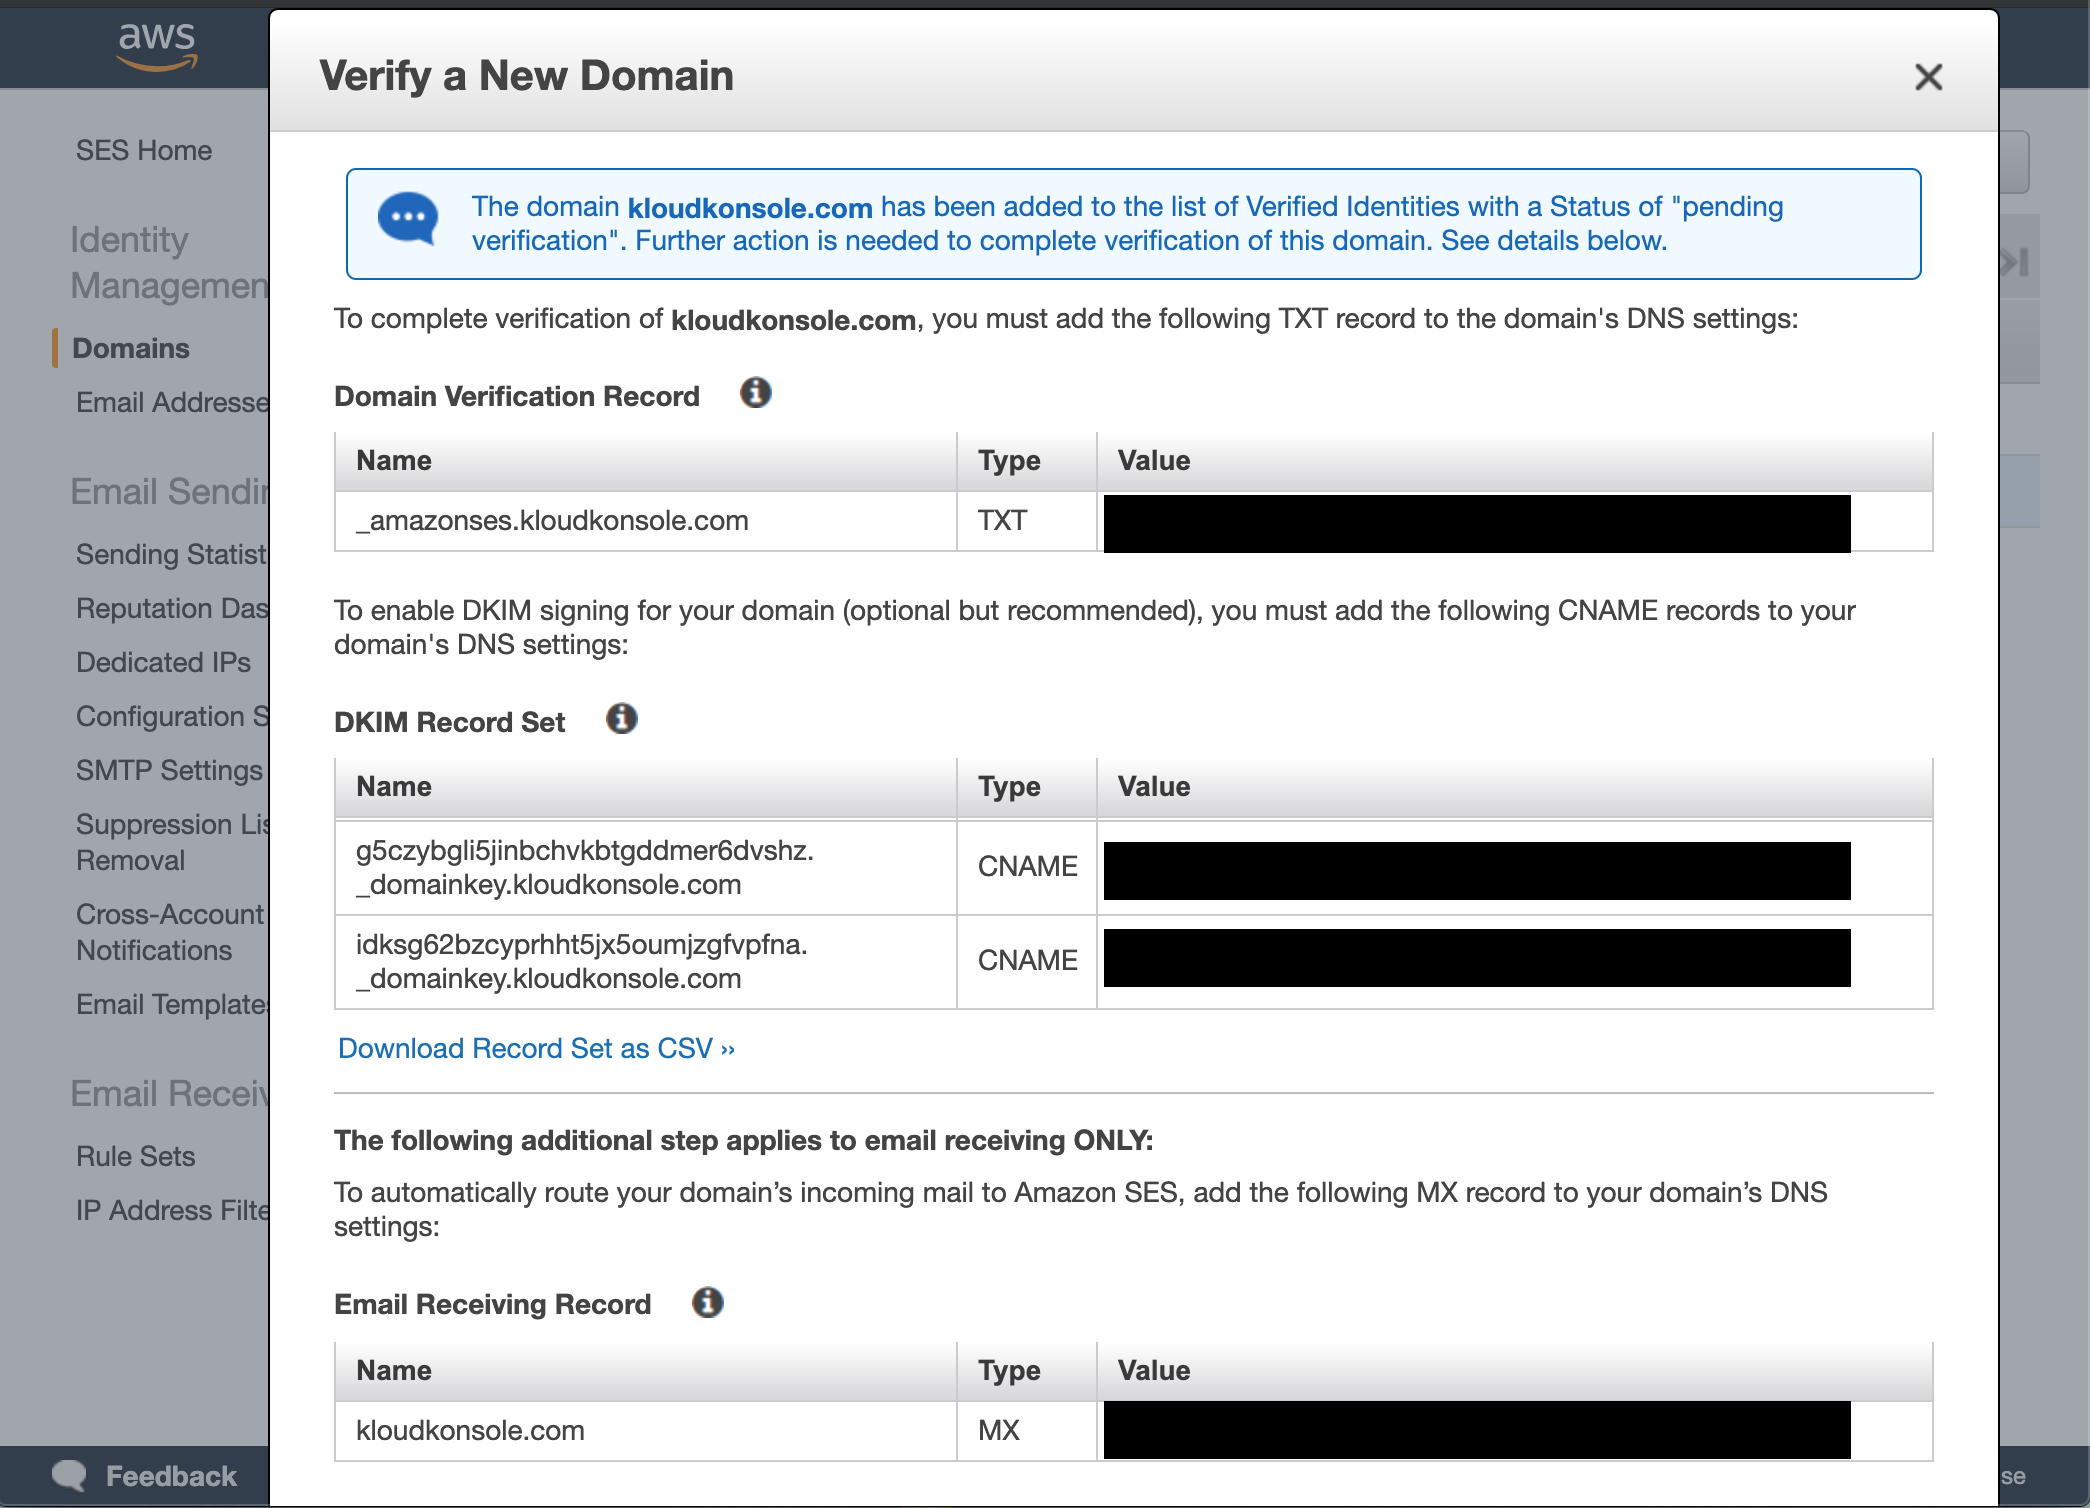 aws
Verify a New Domain
SES Home
Identity
Managemen
Domains
Email Addresse
Email Sendin
Sending Statist
Reputation Das
Dedicated IPs
Configuration S
SMTP Settings
Suppression Lis
Removal
Cross-Account
Notifications
Email Templates
Email Receiv
Rule Sets
IP Address Filte
Feedback
The domain kloudkonsole.com has been added to the list of Verified Identities with a Status of "pending
verification". Further action is needed to complete verification of this domain. See details below.
To complete verification of kloudkonsole.com, you must add the following TXT record to the domain's DNS settings:
Domain Verification Record
Name Type Value
_amazonses.kloudkonsole.com TXT
To enable DKIM signing for your domain (optional but recommended), you must add the following CNAME records to your
domain's DNS settings:
DKIM Record Set
Name Type Value
g5czybgli5jinbchvkbtgddmer6dvshz.
_domainkey.kloudkonsole.com CNAME
idksg62bzcyprhht5jx5oumjzgfvpfna.
_domainkey.kloudkonsole.com CNAME
Download Record Set as CSV ››
The following additional step applies to email receiving ONLY:
To automatically route your domain’s incoming mail to Amazon SES, add the following MX record to your domain’s DNS
settings:
Email Receiving Record
Name Type Value
kloudkonsole.com MX
se